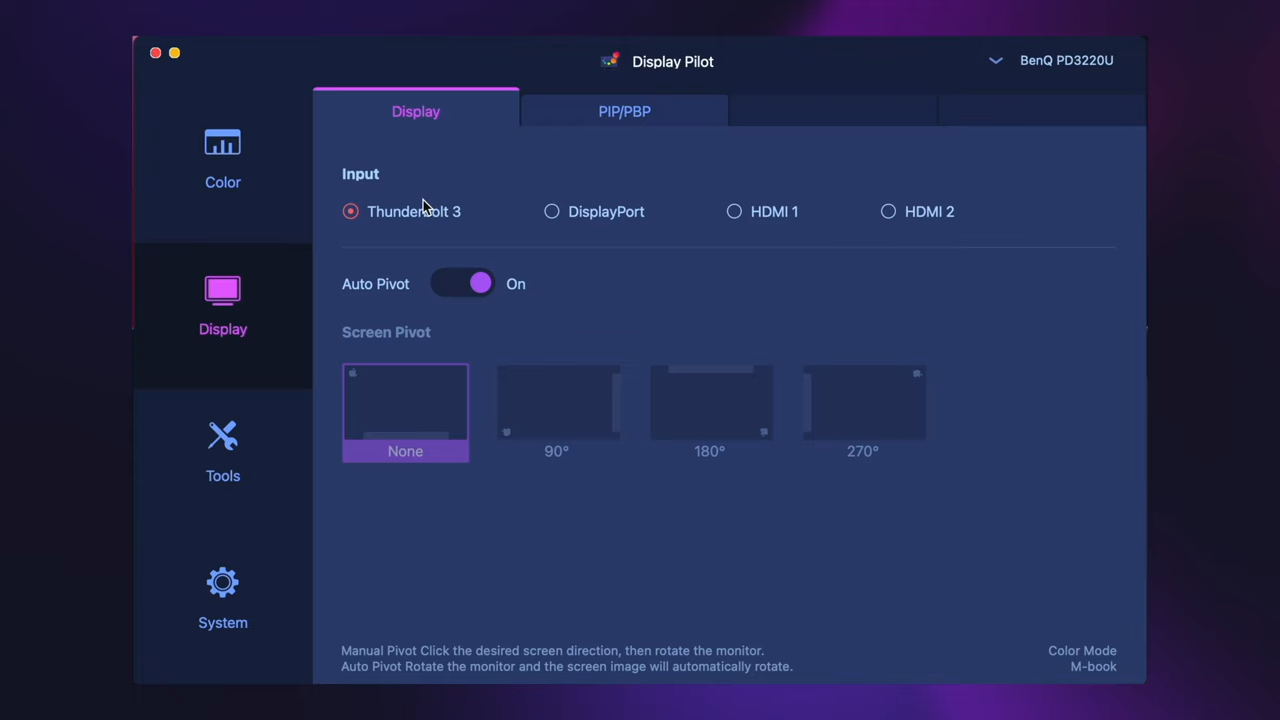 Display Pilot
BenQ PD3220U
Display
PIP/PBP
Color
Display
Tools
System
Input
Thunderbolt 3
DisplayPort
HDMI 1
HDMI 2
Auto Pivot
On
Screen Pivot
None
90°
180°
270°
Manual Pivot Click the desired screen direction, then rotate the monitor.
Auto Pivot Rotate the monitor and the screen image will automatically rotate.
Color Mode
M-book